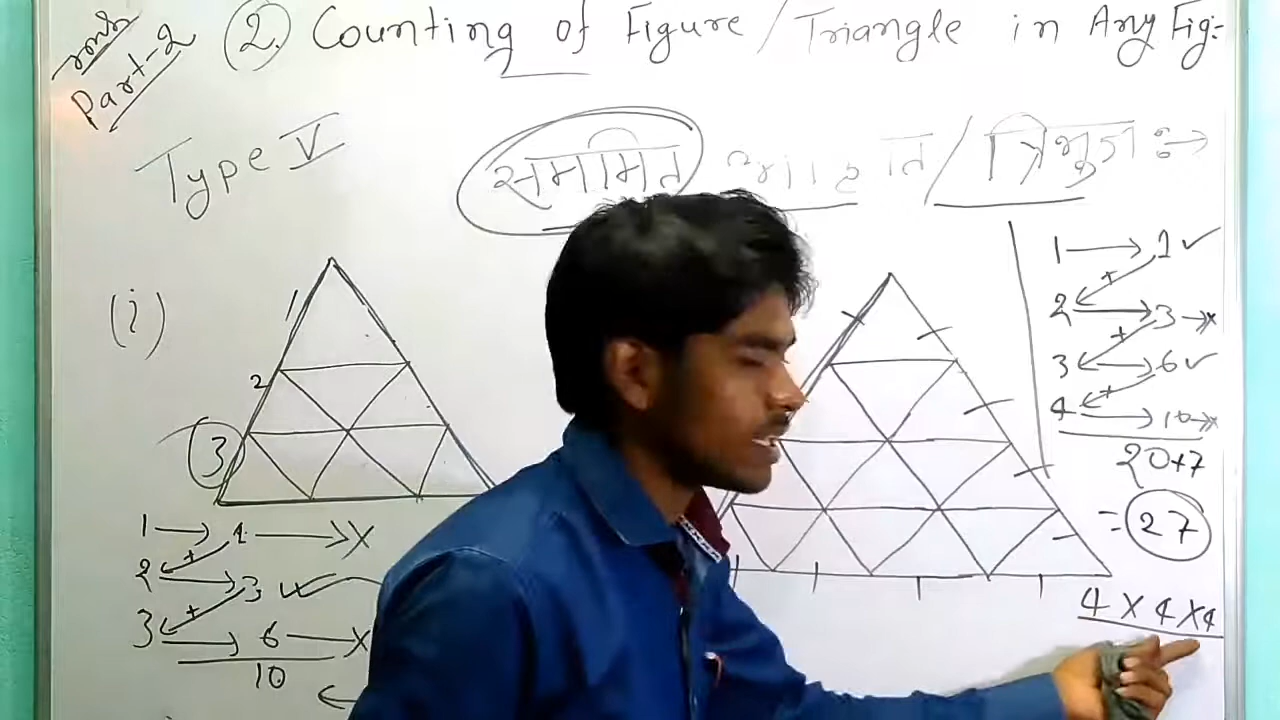 Part-2
② Counting of Figure / Triangle in Any Fig:-
Type V
सममित / त्रिभुज :→
(i)
1
2
3
1 → 1 → X
2 → 3 ✓
3 → 6 → X
10
1 → 1 ✓
2 → 3 → X
3 → 6 ✓
4 → 10 → X
20+7
= 27
4 X 4 X 4